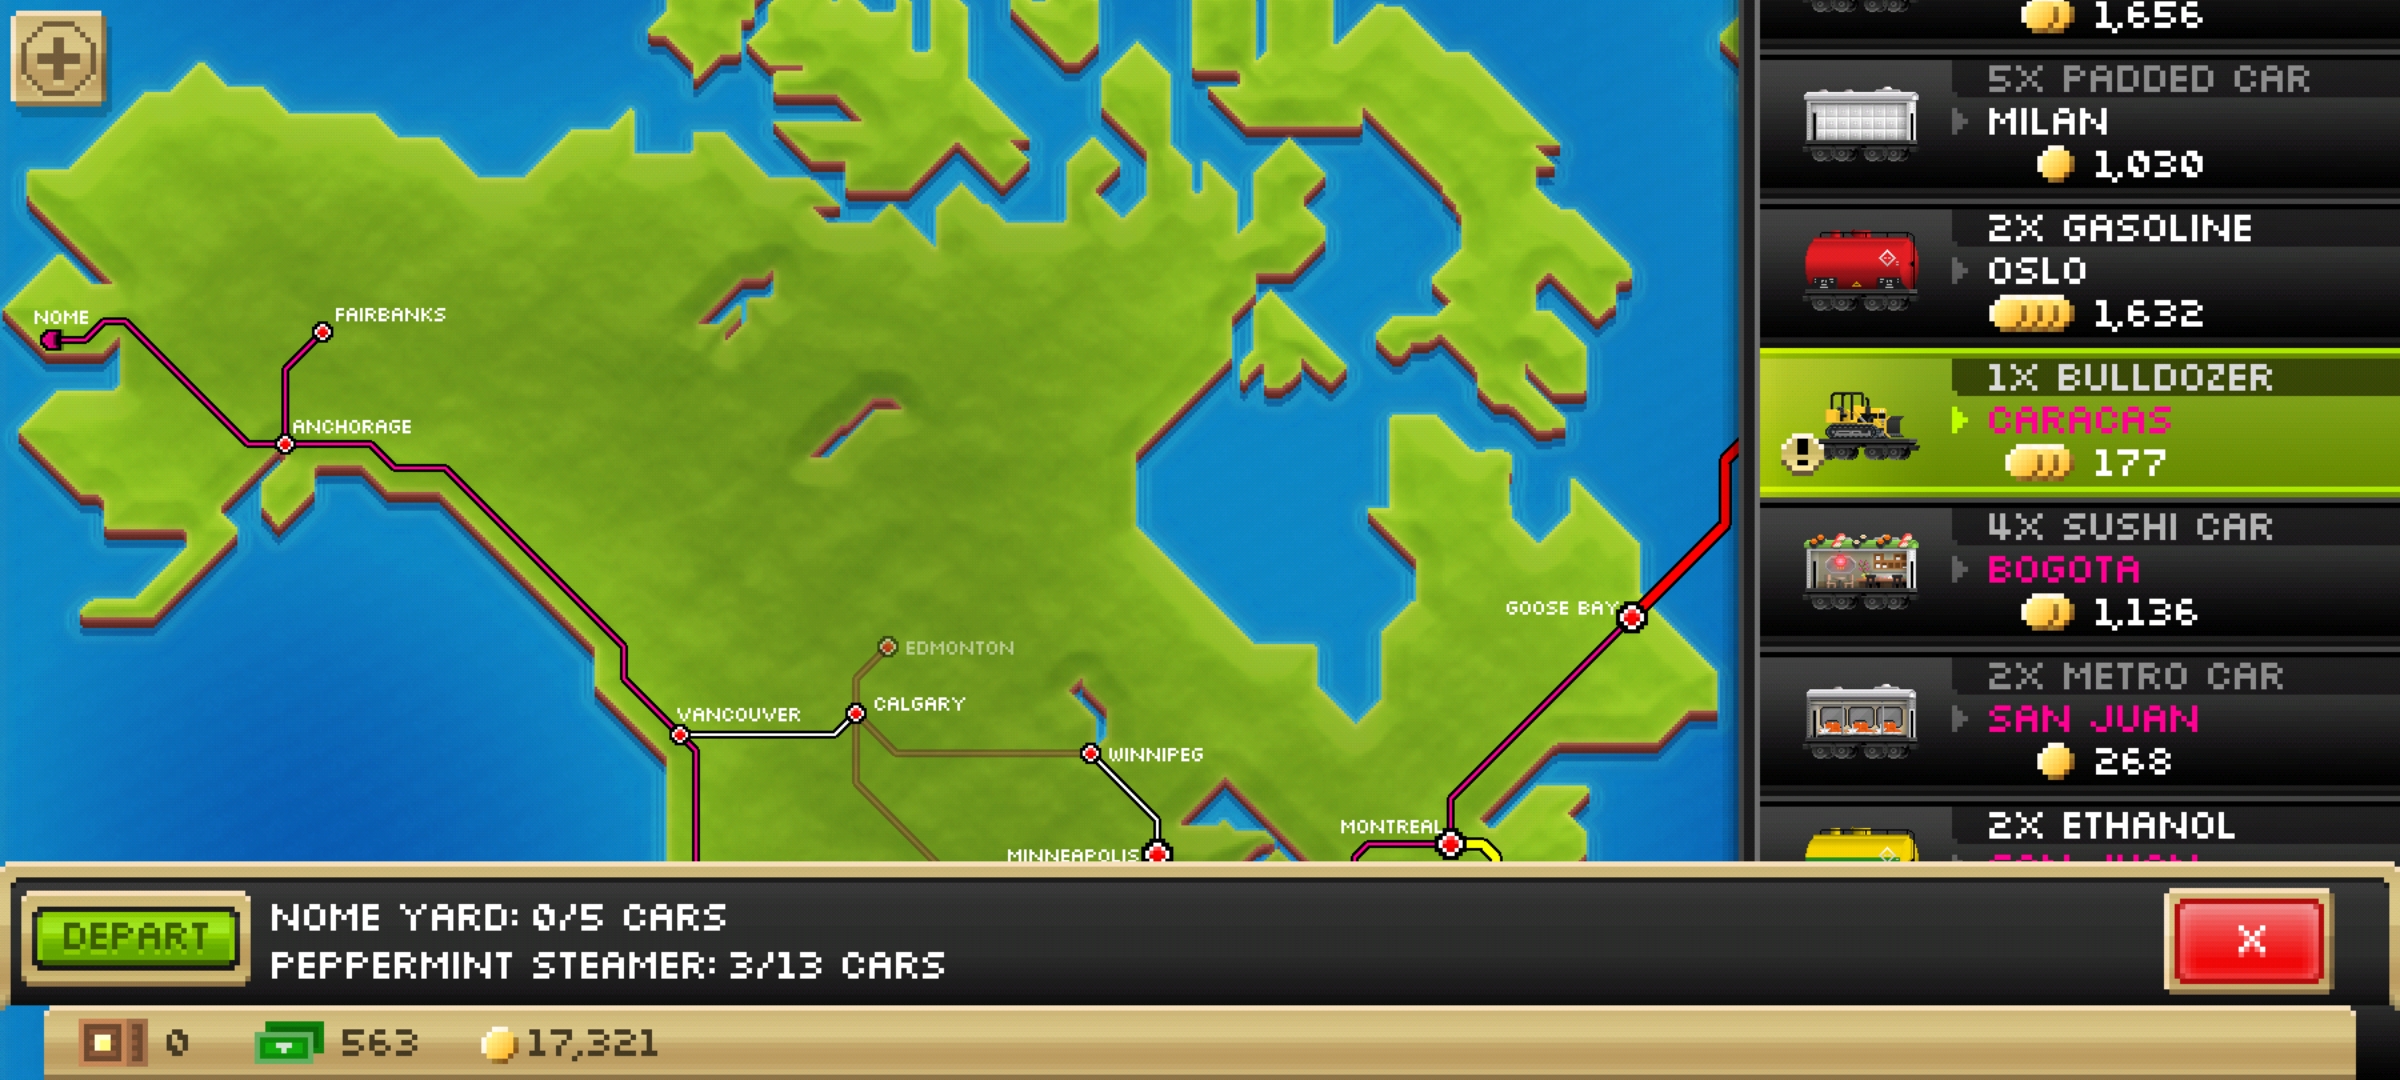 1,656
5X PADDED CAR
MILAN
1,030
2X GASOLINE
OSLO
1,632
1X BULLDOZER
CARACAS
177
4X SUSHI CAR
BOGOTA
1,136
2X METRO CAR
SAN JUAN
268
2X ETHANOL
SAN JUAN
NOME
FAIRBANKS
ANCHORAGE
GOOSE BAY
EDMONTON
CALGARY
VANCOUVER
WINNIPEG
MONTREAL
MINNEAPOLIS
DEPART
NOME YARD: 0/5 CARS
PEPPERMINT STEAMER: 3/13 CARS
X
0
563
17,321